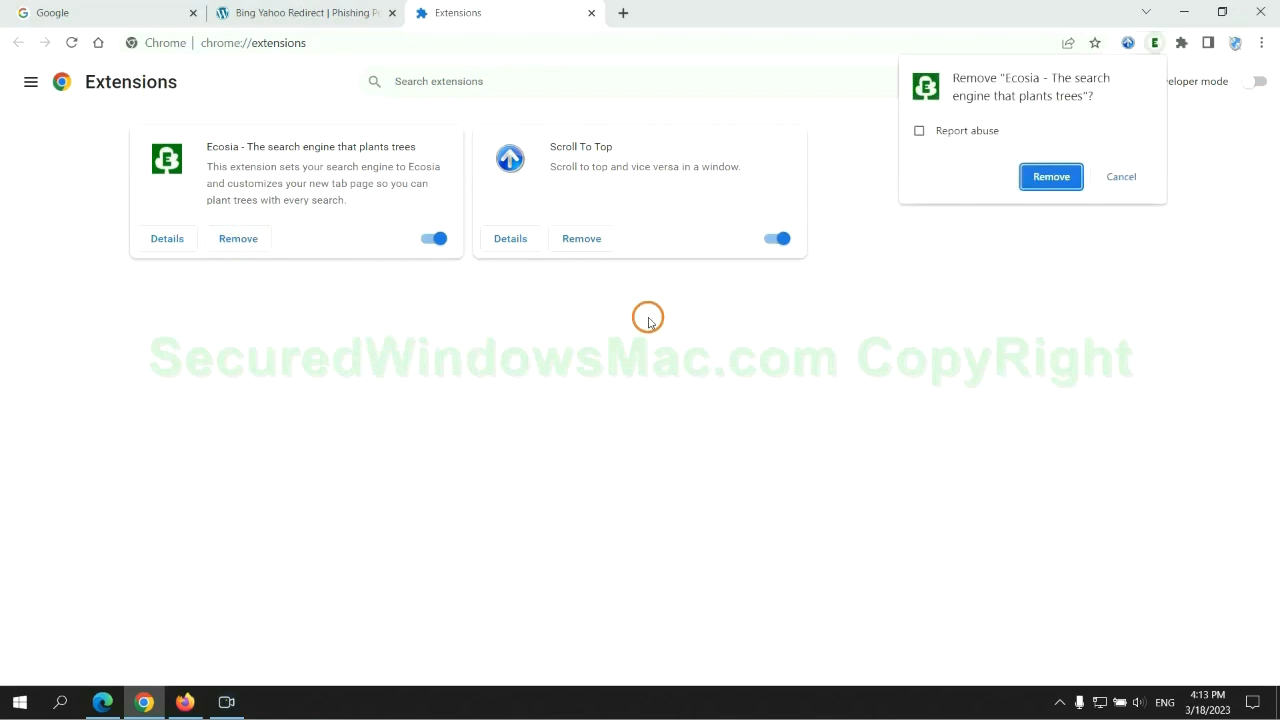 Google
Bing Yahoo Redirect | Phishing P
Extensions
Chrome | chrome://extensions
Extensions
Search extensions
eloper mode
Remove "Ecosia - The search
engine that plants trees"?
Report abuse
Remove
Cancel
Ecosia - The search engine that plants trees
This extension sets your search engine to Ecosia
and customizes your new tab page so you can
plant trees with every search.
Details
Remove
Scroll To Top
Scroll to top and vice versa in a window.
Details
Remove
SecuredWindowsMac.com CopyRight
ENG
4:13 PM
3/18/2023